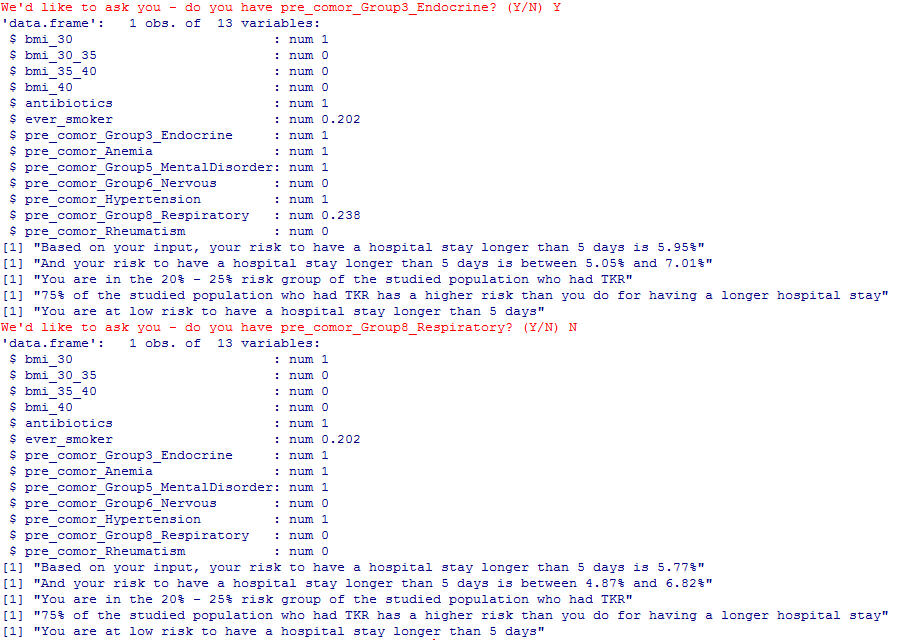 We'd like to ask you - do you have pre_comor_Group3_Endocrine? (Y/N) Y
'data.frame':   1 obs. of  13 variables:
 $ bmi_30                         : num 1
 $ bmi_30_35                      : num 0
 $ bmi_35_40                      : num 0
 $ bmi_40                         : num 0
 $ antibiotics                    : num 1
 $ ever_smoker                    : num 0.202
 $ pre_comor_Group3_Endocrine     : num 1
 $ pre_comor_Anemia               : num 1
 $ pre_comor_Group5_MentalDisorder: num 1
 $ pre_comor_Group6_Nervous       : num 0
 $ pre_comor_Hypertension         : num 1
 $ pre_comor_Group8_Respiratory   : num 0.238
 $ pre_comor_Rheumatism           : num 0
[1] "Based on your input, your risk to have a hospital stay longer than 5 days is 5.95%"
[1] "And your risk to have a hospital stay longer than 5 days is between 5.05% and 7.01%"
[1] "You are in the 20% - 25% risk group of the studied population who had TKR"
[1] "75% of the studied population who had TKR has a higher risk than you do for having a longer hospital stay"
[1] "You are at low risk to have a hospital stay longer than 5 days"
We'd like to ask you - do you have pre_comor_Group8_Respiratory? (Y/N) N
'data.frame':   1 obs. of  13 variables:
 $ bmi_30                         : num 1
 $ bmi_30_35                      : num 0
 $ bmi_35_40                      : num 0
 $ bmi_40                         : num 0
 $ antibiotics                    : num 1
 $ ever_smoker                    : num 0.202
 $ pre_comor_Group3_Endocrine     : num 1
 $ pre_comor_Anemia               : num 1
 $ pre_comor_Group5_MentalDisorder: num 1
 $ pre_comor_Group6_Nervous       : num 0
 $ pre_comor_Hypertension         : num 1
 $ pre_comor_Group8_Respiratory   : num 0
 $ pre_comor_Rheumatism           : num 0
[1] "Based on your input, your risk to have a hospital stay longer than 5 days is 5.77%"
[1] "And your risk to have a hospital stay longer than 5 days is between 4.87% and 6.82%"
[1] "You are in the 20% - 25% risk group of the studied population who had TKR"
[1] "75% of the studied population who had TKR has a higher risk than you do for having a longer hospital stay"
[1] "You are at low risk to have a hospital stay longer than 5 days"